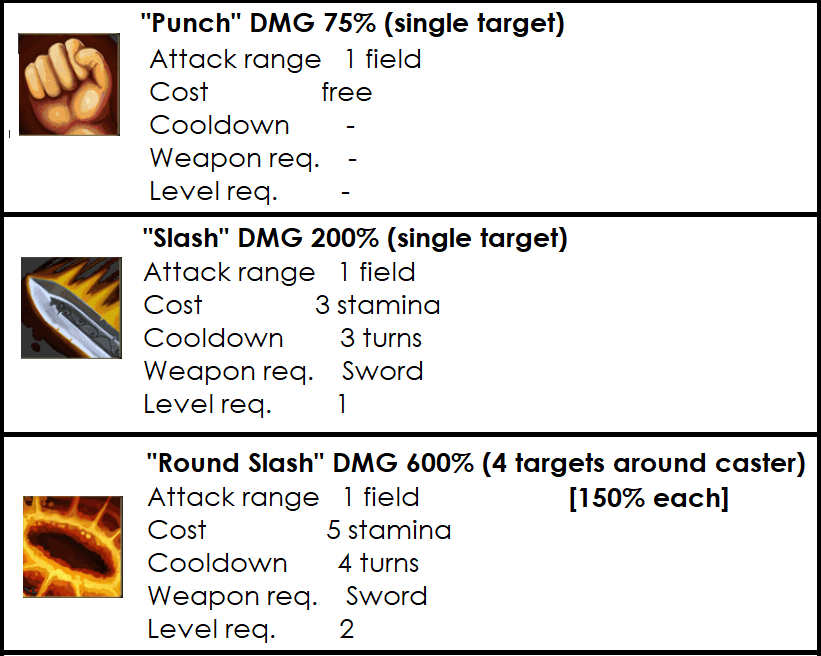 "Punch" DMG 75% (single target)
Attack range 1 field
Cost free
Cooldown -
Weapon req. -
Level req. -
"Slash" DMG 200% (single target)
Attack range 1 field
Cost 3 stamina
Cooldown 3 turns
Weapon req. Sword
Level req. 1
"Round Slash" DMG 600% (4 targets around caster)
Attack range 1 field [150% each]
Cost 5 stamina
Cooldown 4 turns
Weapon req. Sword
Level req. 2